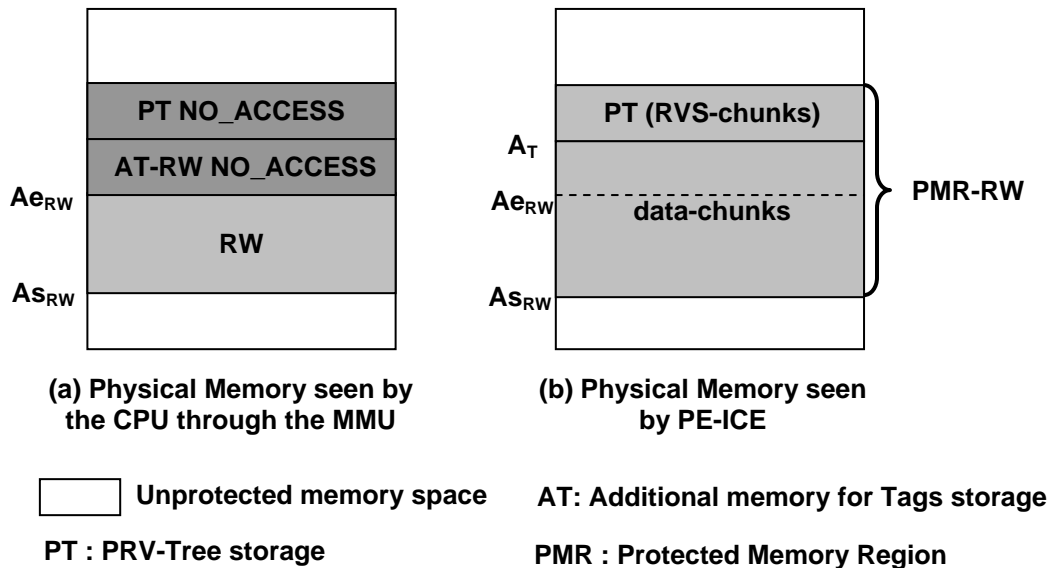 PT NO_ACCESS
AT-RW NO_ACCESS
AeRW
RW
AsRW
PT (RVS-chunks)
AT
AeRW
data-chunks
AsRW
PMR-RW
(a) Physical Memory seen by
the CPU through the MMU
(b) Physical Memory seen
by PE-ICE
Unprotected memory space
AT: Additional memory for Tags storage
PT : PRV-Tree storage
PMR : Protected Memory Region